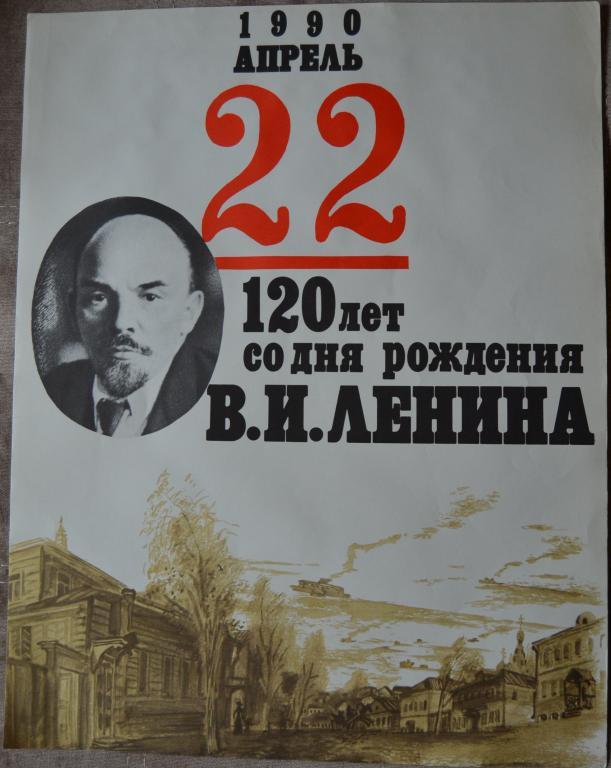 1990
АПРЕЛЬ
22
120 лет
со дня рождения
В.И. ЛЕНИНА